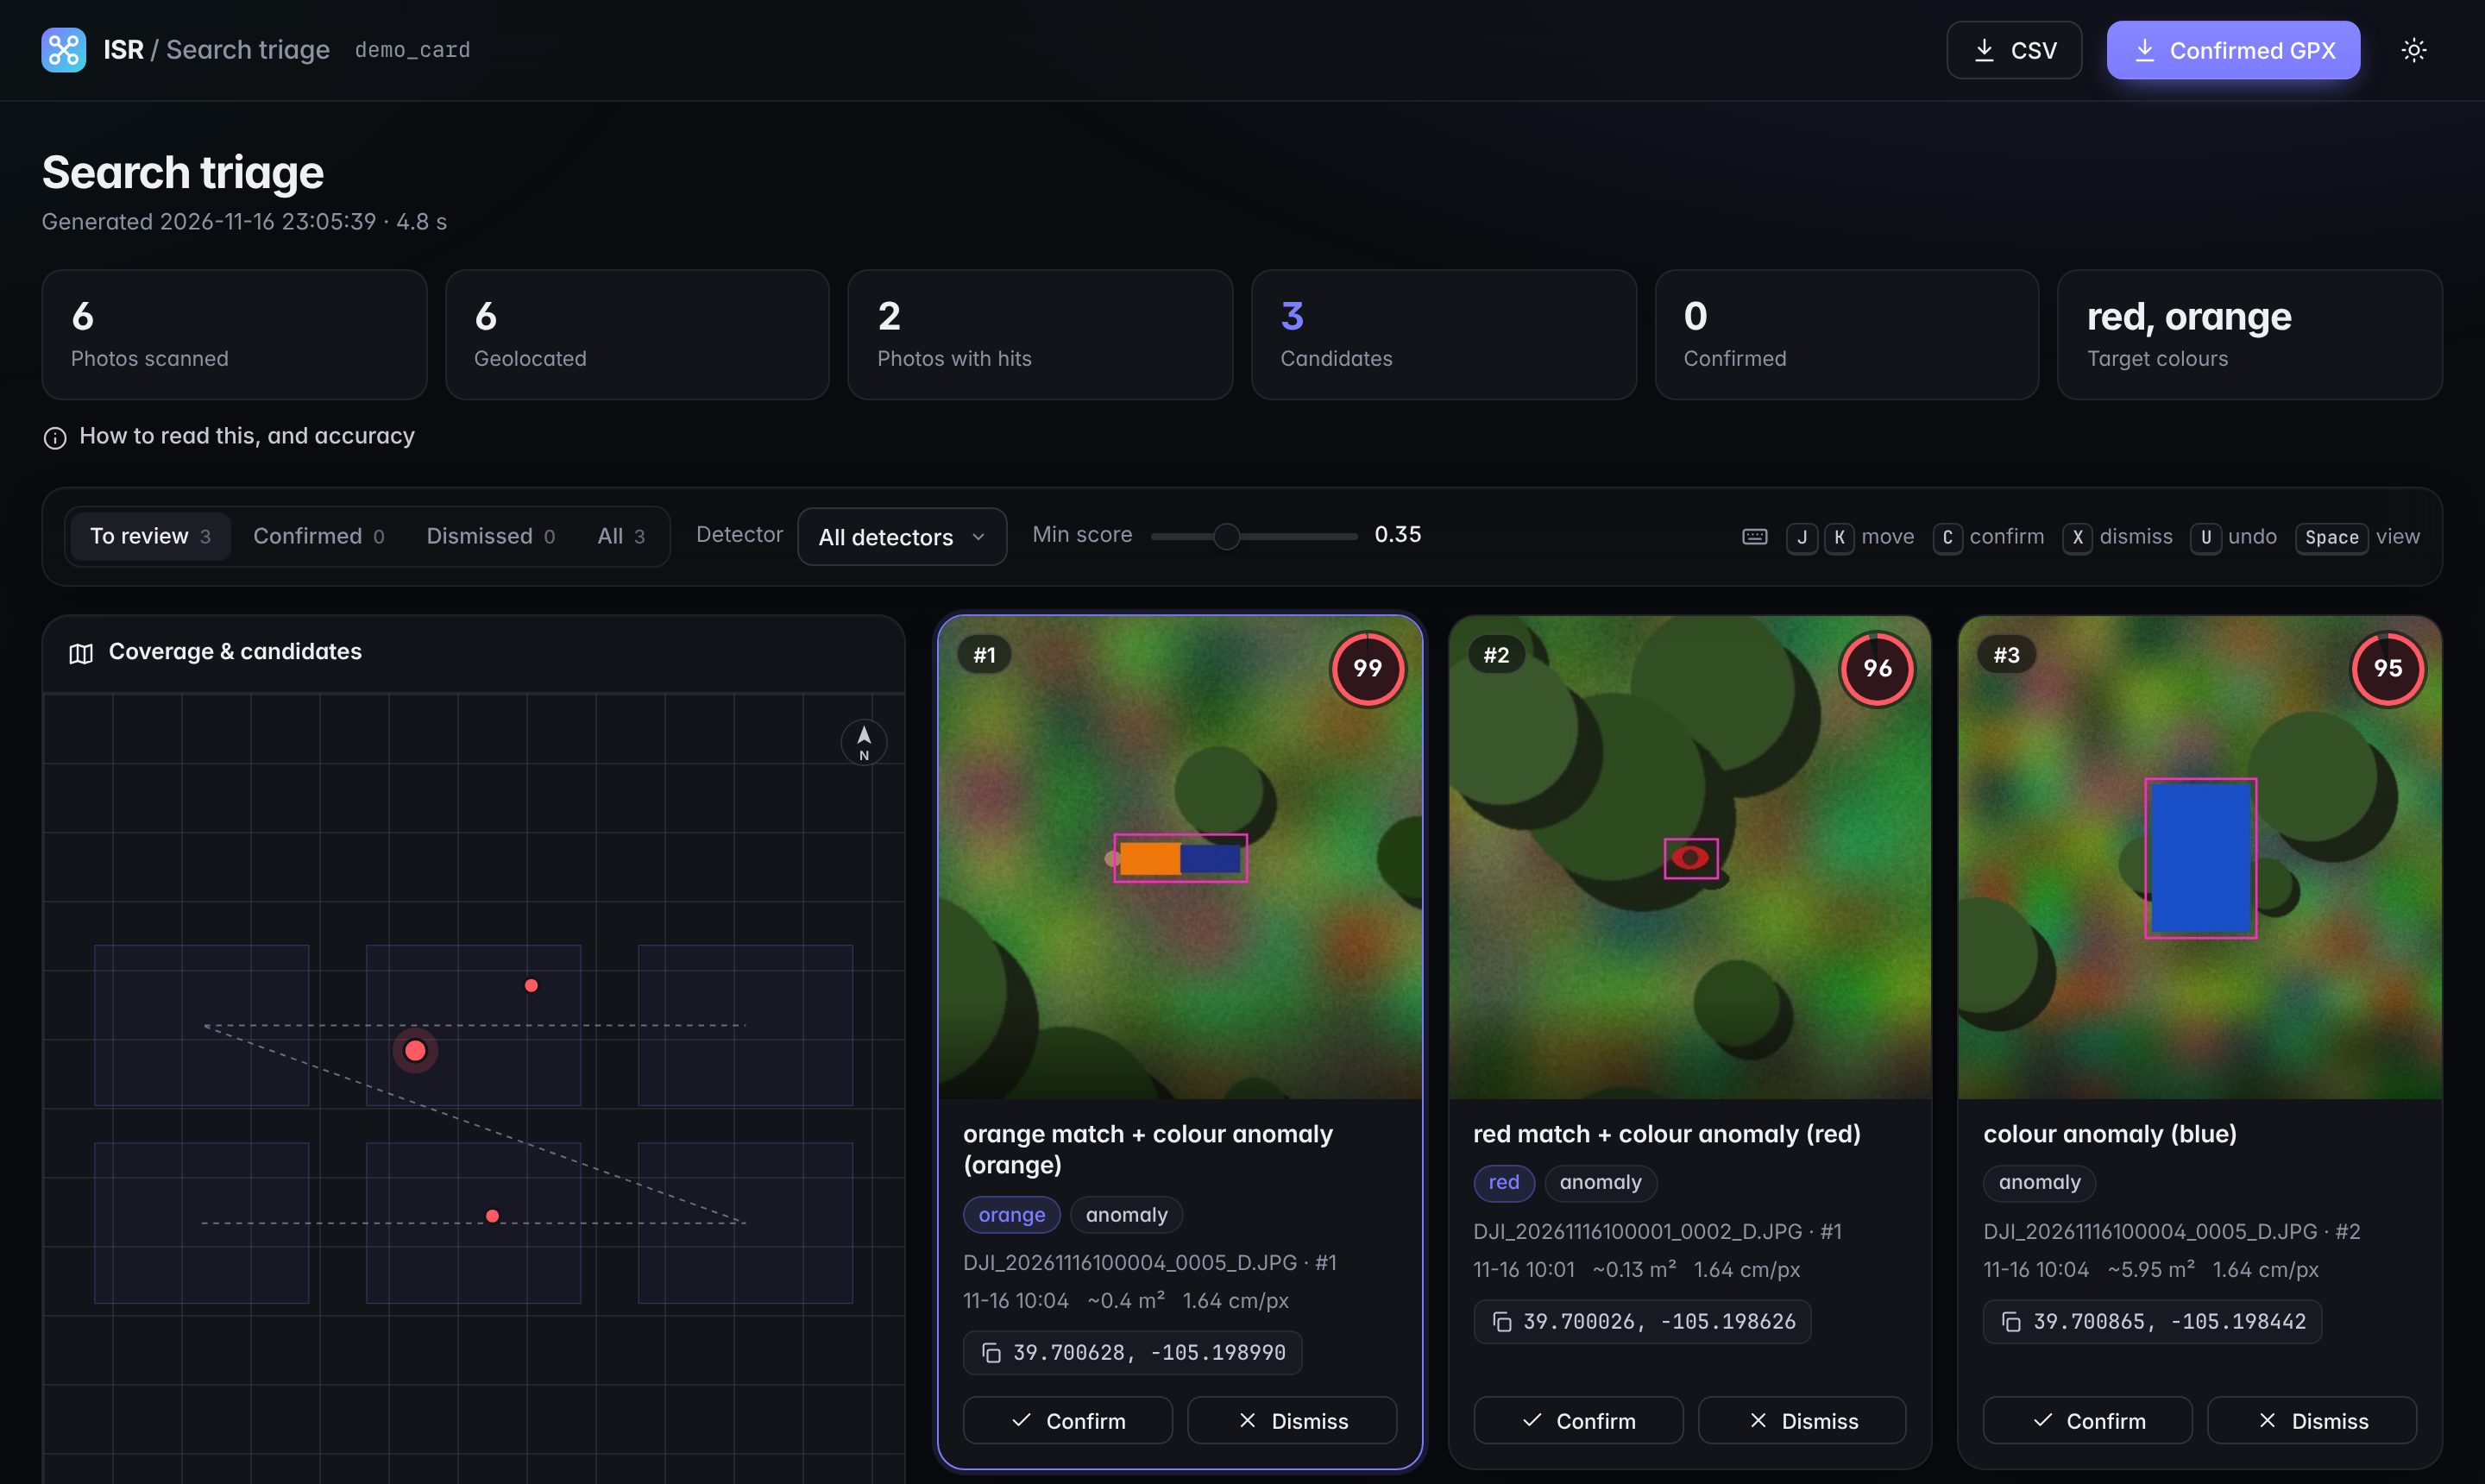 ISR / Search triage demo_card
CSV
Confirmed GPX
Search triage
Generated 2026-11-16 23:05:39 · 4.8 s
6
Photos scanned
6
Geolocated
2
Photos with hits
3
Candidates
0
Confirmed
red, orange
Target colours
How to read this, and accuracy
To review 3 Confirmed 0 Dismissed 0 All 3 Detector All detectors Min score 0.35 J K move C confirm X dismiss U undo Space view
Coverage & candidates
N
#1
99
orange match + colour anomaly
(orange)
orange anomaly
DJI_20261116100004_0005_D.JPG · #1
11-16 10:04 ~0.4 m² 1.64 cm/px
39.700628, -105.198990
Confirm Dismiss
#2
96
red match + colour anomaly (red)
red anomaly
DJI_20261116100001_0002_D.JPG · #1
11-16 10:01 ~0.13 m² 1.64 cm/px
39.700026, -105.198626
Confirm Dismiss
#3
95
colour anomaly (blue)
anomaly
DJI_20261116100004_0005_D.JPG · #2
11-16 10:04 ~5.95 m² 1.64 cm/px
39.700865, -105.198442
Confirm Dismiss